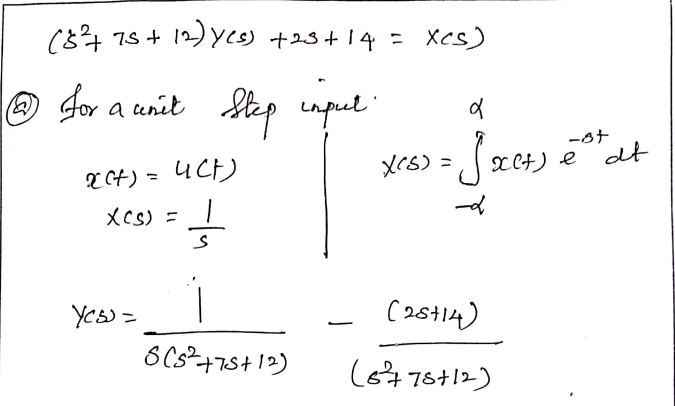 (s²+ 7s + 12) Y(s) + 2s + 14 = X(s)
ⓐ for a unit step input.
x(t) = u(t)
X(s) = 1/s
X(s) = ∫_{-α}^{α} x(t) e^{-st} dt
Y(s) = 1/(s(s²+7s+12)) - (2s+14)/(s²+7s+12)